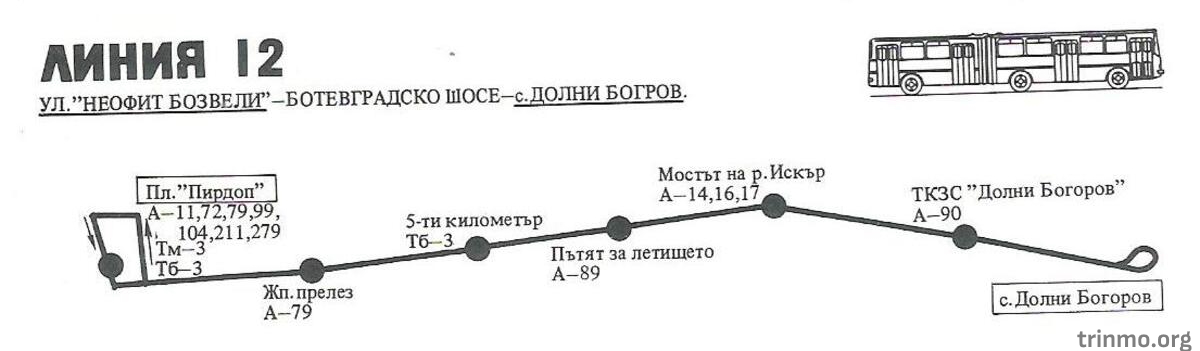 ЛИНИЯ 12
УЛ."НЕОФИТ БОЗВЕЛИ"–БОТЕВГРАДСКО ШОСЕ–с.ДОЛНИ БОГРОВ.
Пл."Пирдоп"
А–11,72,79,99,
104,211,279
Тм–3
Тб–3
Жп.прелез
А–79
5-ти километър
Тб–3
Пътят за летището
А–89
Мостът на р.Искър
А–14,16,17
ТКЗС "Долни Богоров"
А–90
с.Долни Богоров
trinmo.org